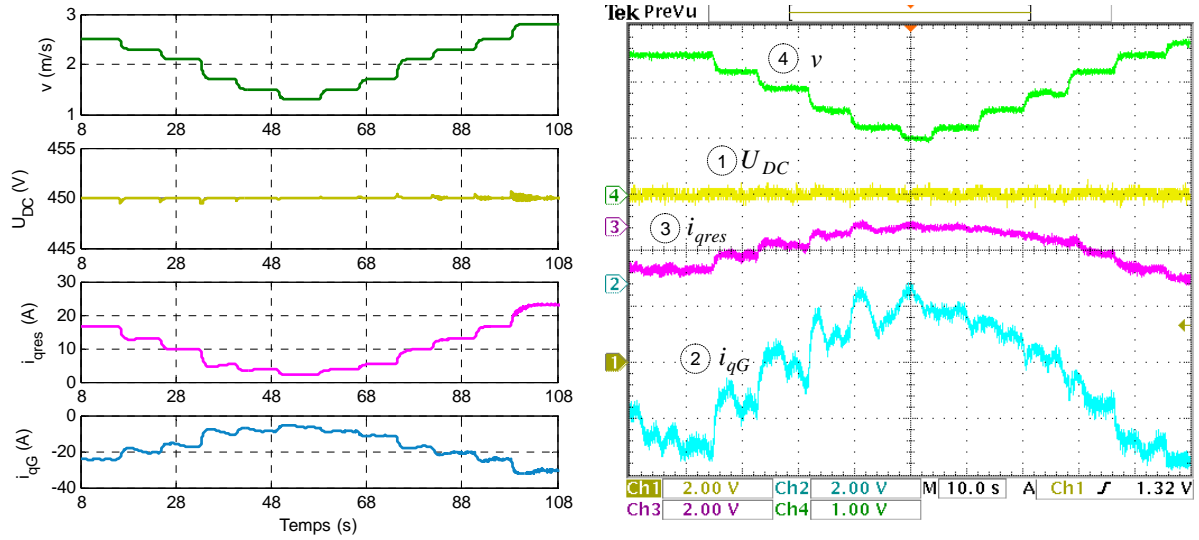 v (m/s)
3
2
1
8 28 48 68 88 108
U_DC (V)
455
450
445
8 28 48 68 88 108
i_qres (A)
30
20
10
0
8 28 48 68 88 108
i_qG (A)
0
-20
-40
8 28 48 68 88 108
Temps (s)
Tek PreVu
4 v
1 U_DC
4
3
3 i_qres
2
2 i_qG
1
Ch1 2.00 V Ch2 2.00 V M 10.0 s A Ch1 1.32 V
Ch3 2.00 V Ch4 1.00 V